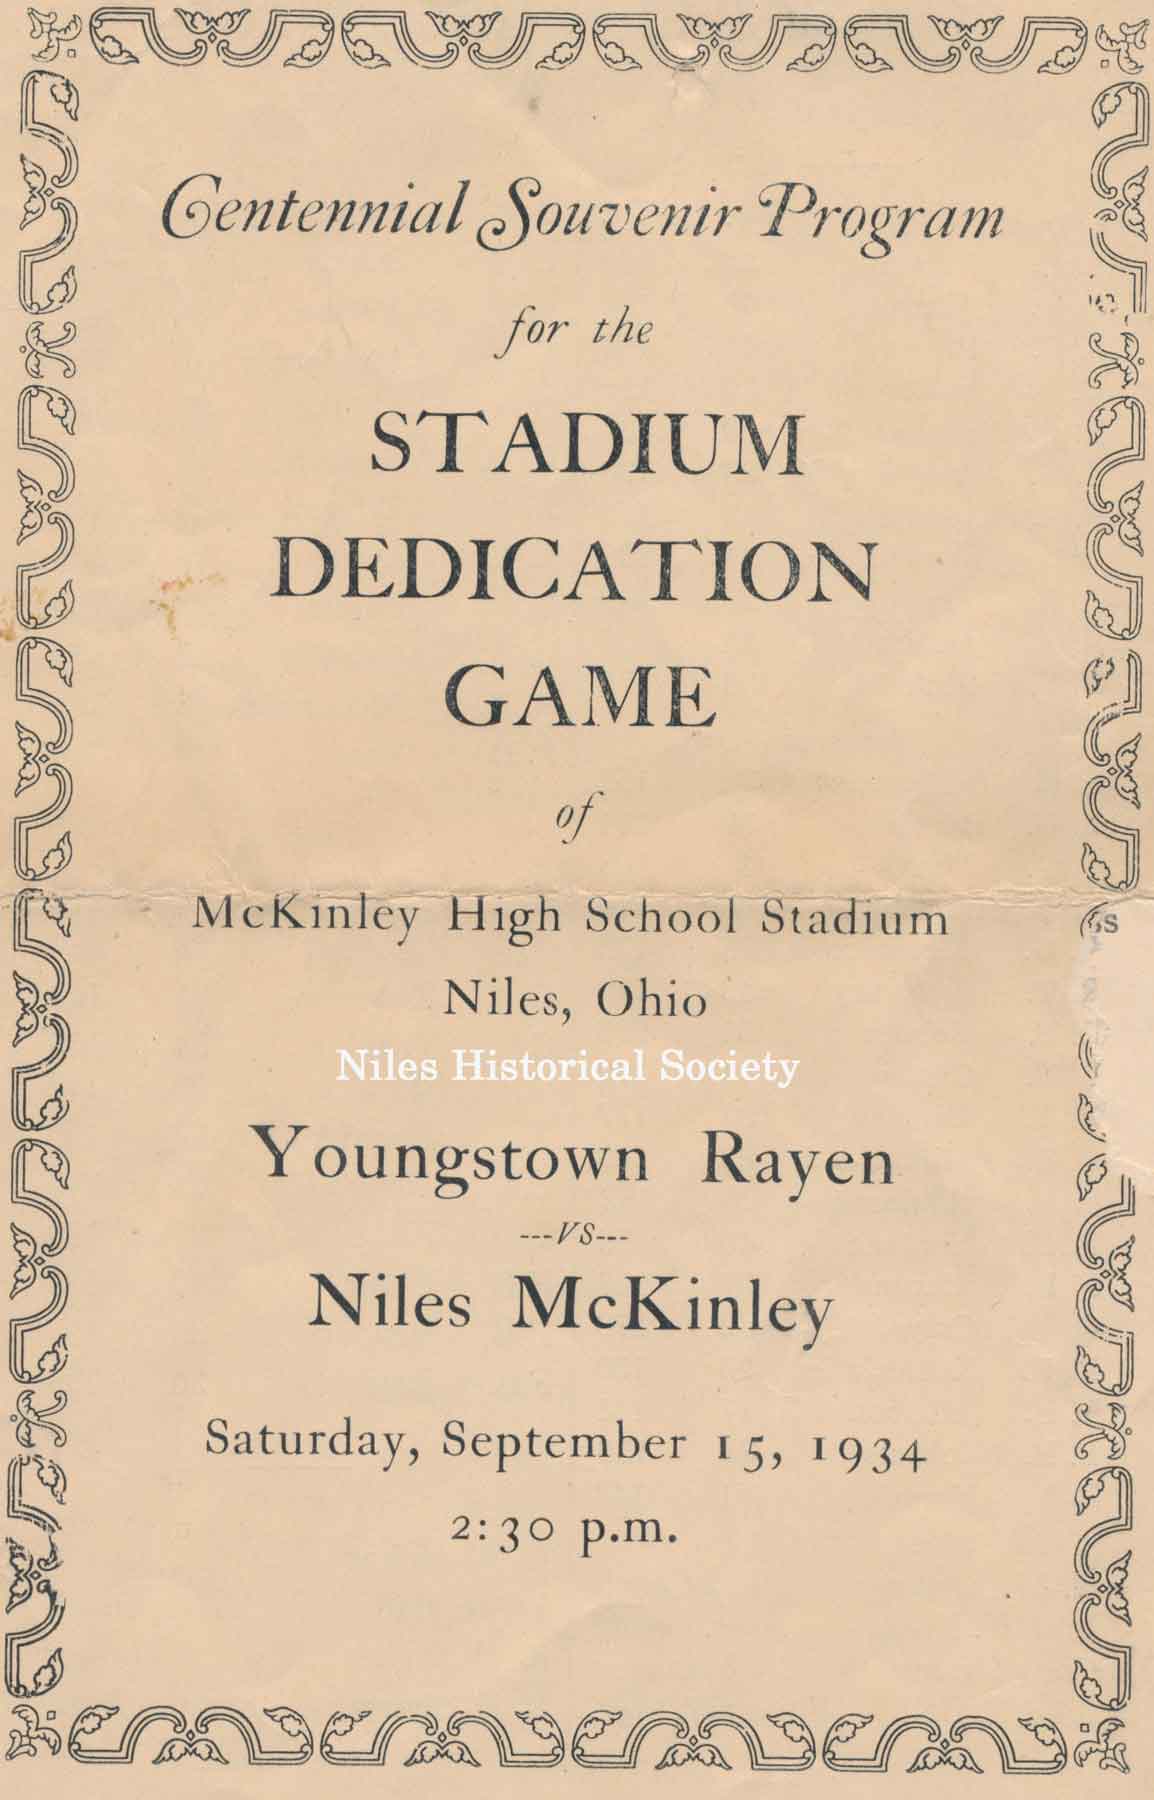 Centennial Souvenir Program
for the
STADIUM
DEDICATION
GAME
of
McKinley High School Stadium
Niles, Ohio
Niles Historical Society
Youngstown Rayen
---VS---
Niles McKinley
Saturday, September 15, 1934
2:30 p.m.